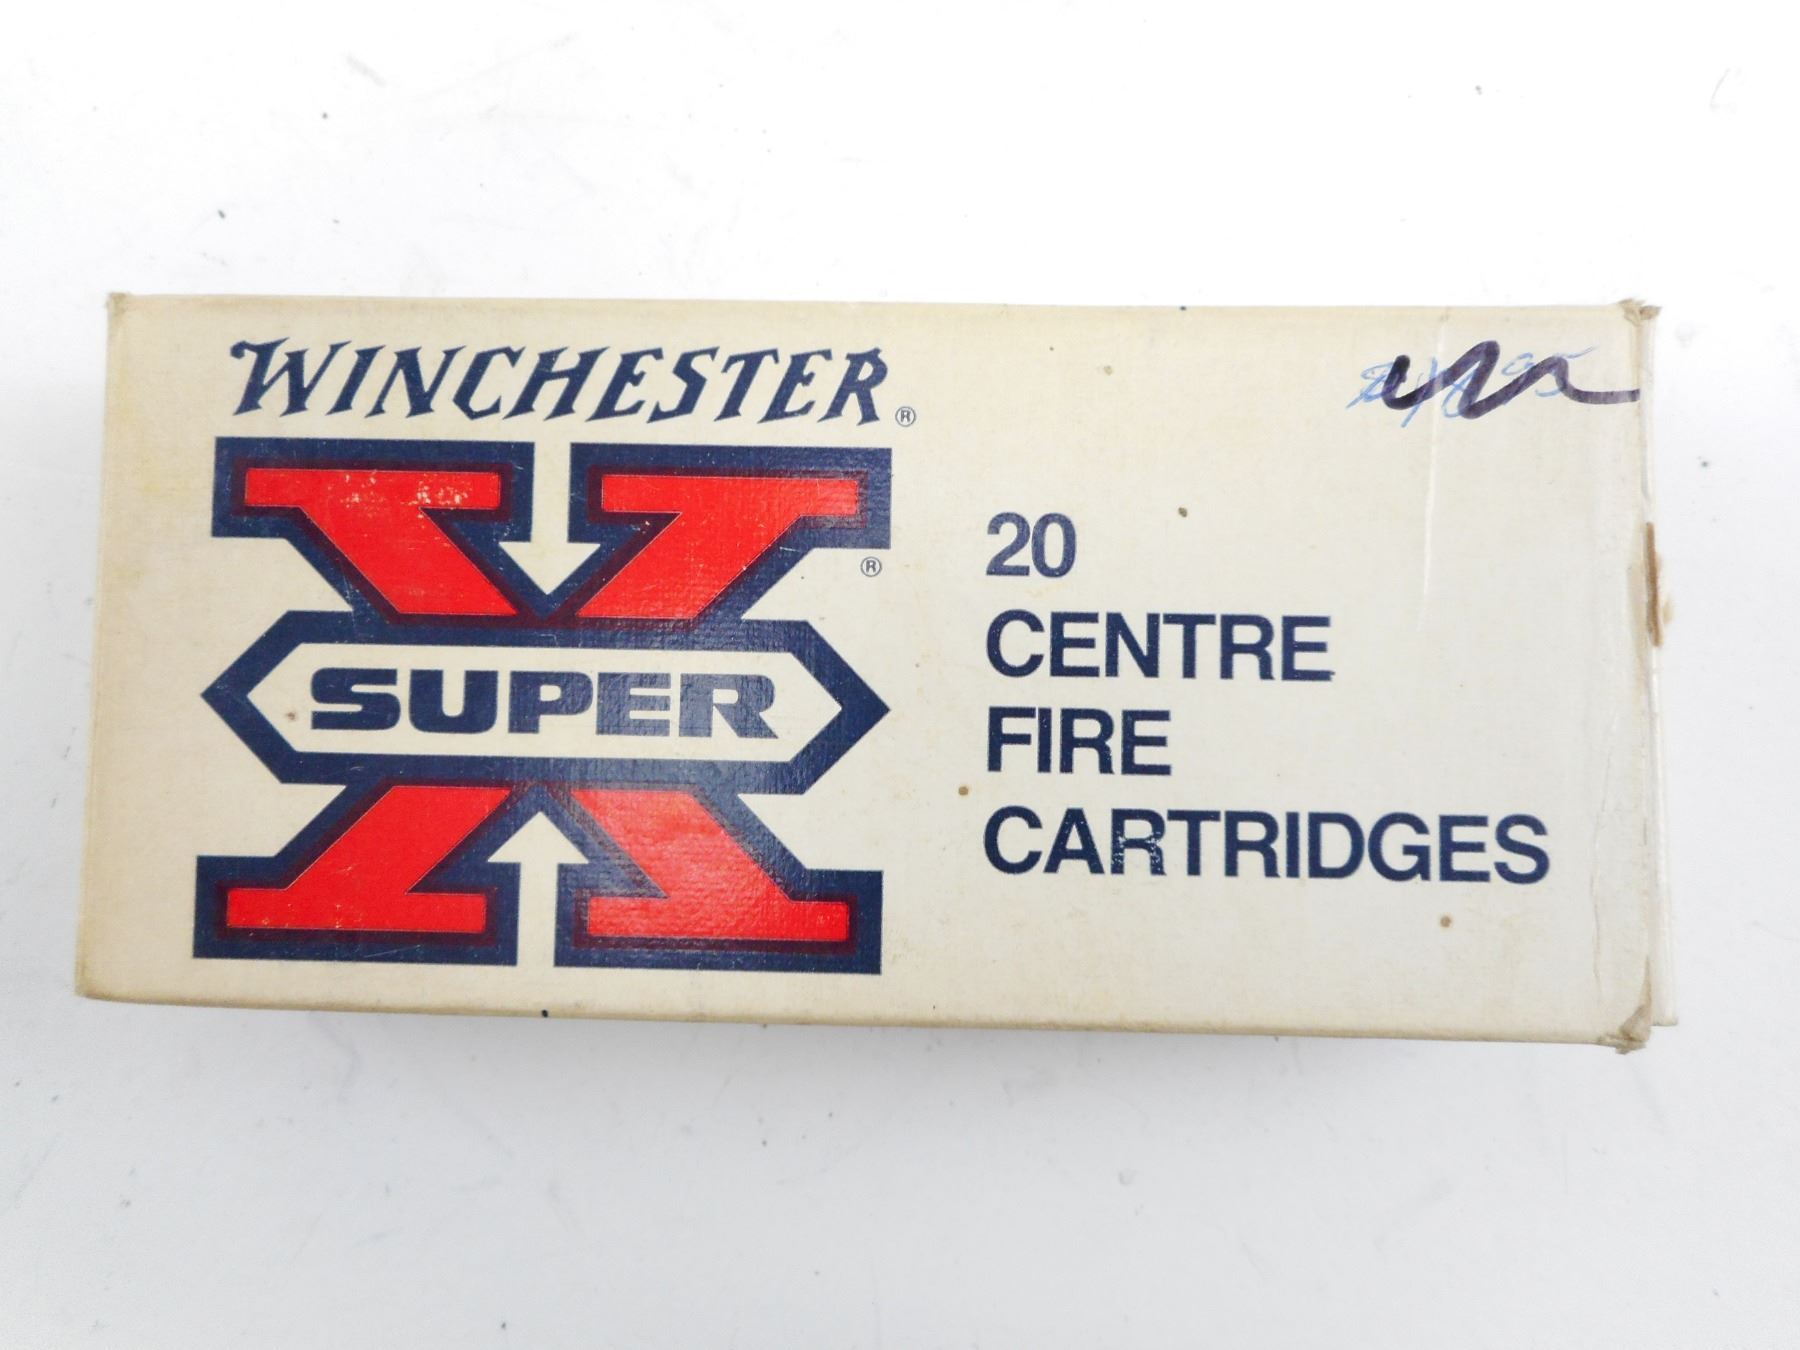 WINCHESTER®
X®
SUPER
20
CENTRE
FIRE
CARTRIDGES